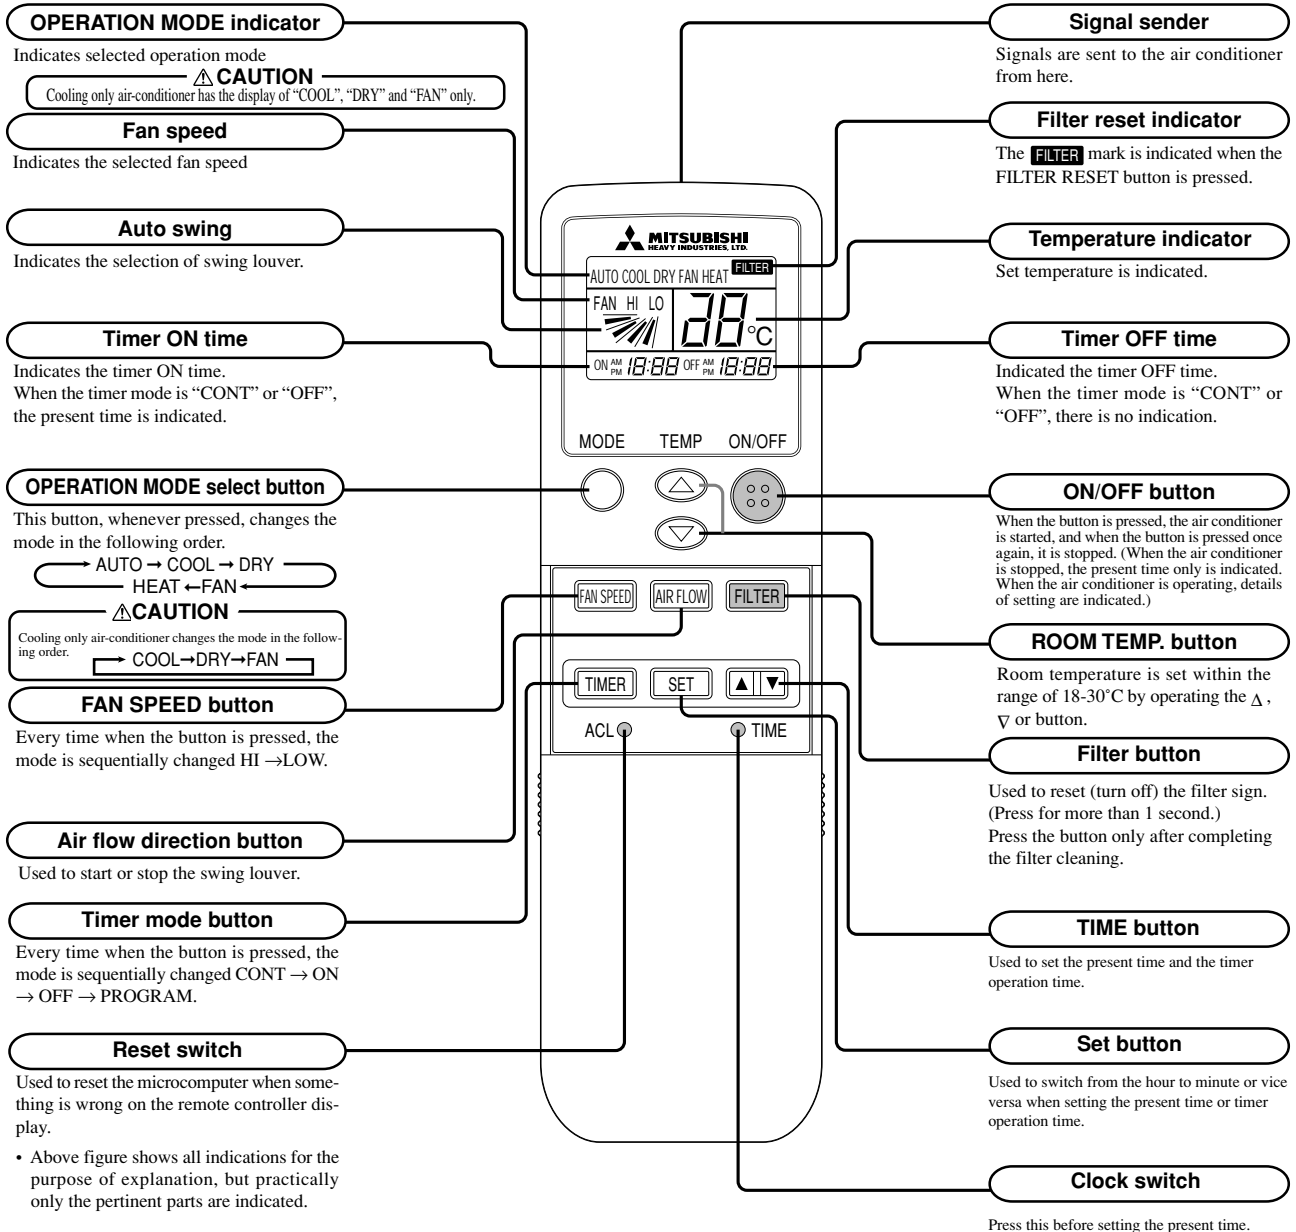 OPERATION MODE indicator
Indicates selected operation mode
⚠ CAUTION
Cooling only air-conditioner has the display of “COOL”, “DRY” and “FAN” only.
Fan speed
Indicates the selected fan speed
Auto swing
Indicates the selection of swing louver.
Timer ON time
Indicates the timer ON time.
When the timer mode is “CONT” or “OFF”,
the present time is indicated.
OPERATION MODE select button
This button, whenever pressed, changes the
mode in the following order.
→ AUTO → COOL → DRY
HEAT ←FAN←
⚠CAUTION
Cooling only air-conditioner changes the mode in the follow-
ing order.
→ COOL→DRY→FAN
FAN SPEED button
Every time when the button is pressed, the
mode is sequentially changed HI →LOW.
Air flow direction button
Used to start or stop the swing louver.
Timer mode button
Every time when the button is pressed, the
mode is sequentially changed CONT → ON
→ OFF → PROGRAM.
Reset switch
Used to reset the microcomputer when some-
thing is wrong on the remote controller dis-
play.
• Above figure shows all indications for the
purpose of explanation, but practically
only the pertinent parts are indicated.
MITSUBISHI
HEAVY INDUSTRIES, LTD.
AUTO COOL DRY FAN HEAT FILTER
FAN HI LO
28 °C
ON AM PM 18:88 OFF AM PM 18:88
MODE TEMP ON/OFF
△
▽
FAN SPEED AIR FLOW FILTER
TIMER SET ▲ ▼
ACL TIME
Signal sender
Signals are sent to the air conditioner
from here.
Filter reset indicator
The FILTER mark is indicated when the
FILTER RESET button is pressed.
Temperature indicator
Set temperature is indicated.
Timer OFF time
Indicated the timer OFF time.
When the timer mode is “CONT” or
“OFF”, there is no indication.
ON/OFF button
When the button is pressed, the air conditioner
is started, and when the button is pressed once
again, it is stopped. (When the air conditioner
is stopped, the present time only is indicated.
When the air conditioner is operating, details
of setting are indicated.)
ROOM TEMP. button
Room temperature is set within the
range of 18-30˚C by operating the △ ,
▽ or button.
Filter button
Used to reset (turn off) the filter sign.
(Press for more than 1 second.)
Press the button only after completing
the filter cleaning.
TIME button
Used to set the present time and the timer
operation time.
Set button
Used to switch from the hour to minute or vice
versa when setting the present time or timer
operation time.
Clock switch
Press this before setting the present time.